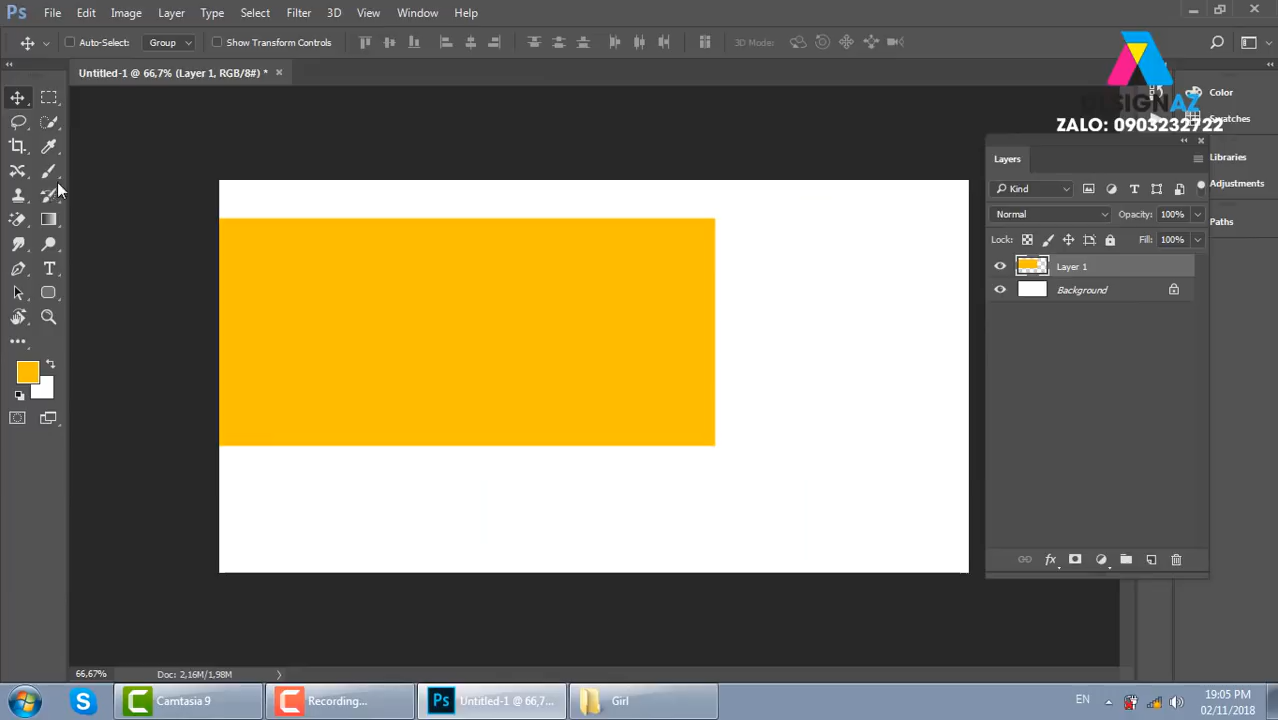 Ps File Edit Image Layer Type Select Filter 3D View Window Help
Auto-Select: Group Show Transform Controls 3D Mode:
Untitled-1 @ 66,7% (Layer 1, RGB/8#) * ×
DESIGNAZ
ZALO: 0903232722
Color
Swatches
Libraries
Adjustments
Paths
Layers
Kind
Normal Opacity: 100%
Lock: Fill: 100%
Layer 1
Background
fx
66,67% Doc: 2,16M/1,98M
Camtasia 9 Recording... Ps Untitled-1 @ 66,7... Girl EN 19:05 PM
02/11/2018